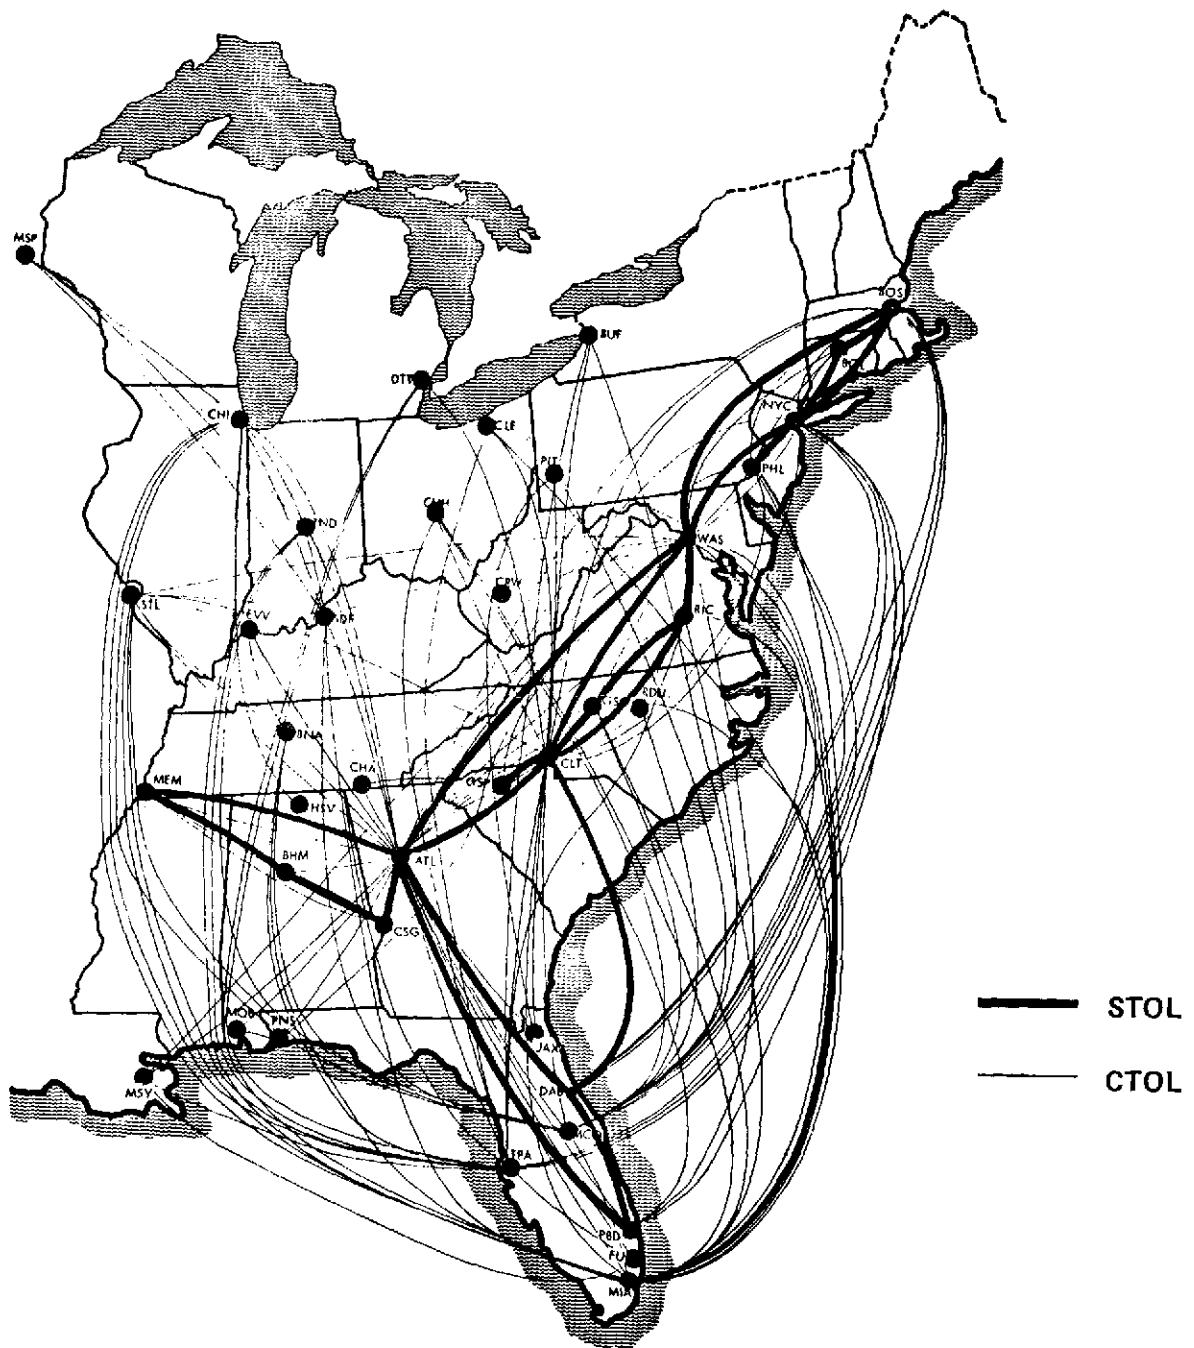 MSP
BOS
BUF
DTW
CHI
NYC
CLE
PIT
PHL
CMH
IND
WAS
CRW
STL
RIC
EVV
SDF
RDU
BNA
CLT
CHA
MEM
GSP
HSV
ATL
BHM
CSG
STOL
MOB
PNS
JAX
CTOL
MSY
DAB
MCO
TPA
PBD
MIA